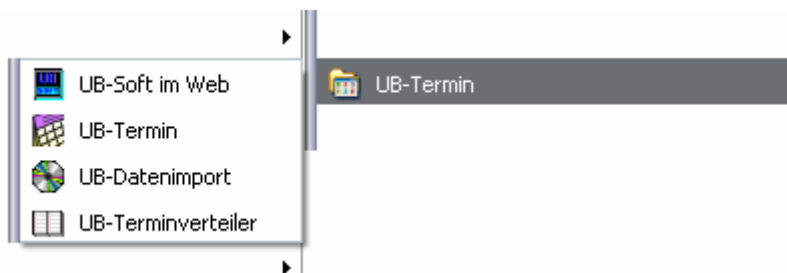 UB-Soft im Web
UB-Termin
UB-Termin
UB-Datenimport
UB-Terminverteiler